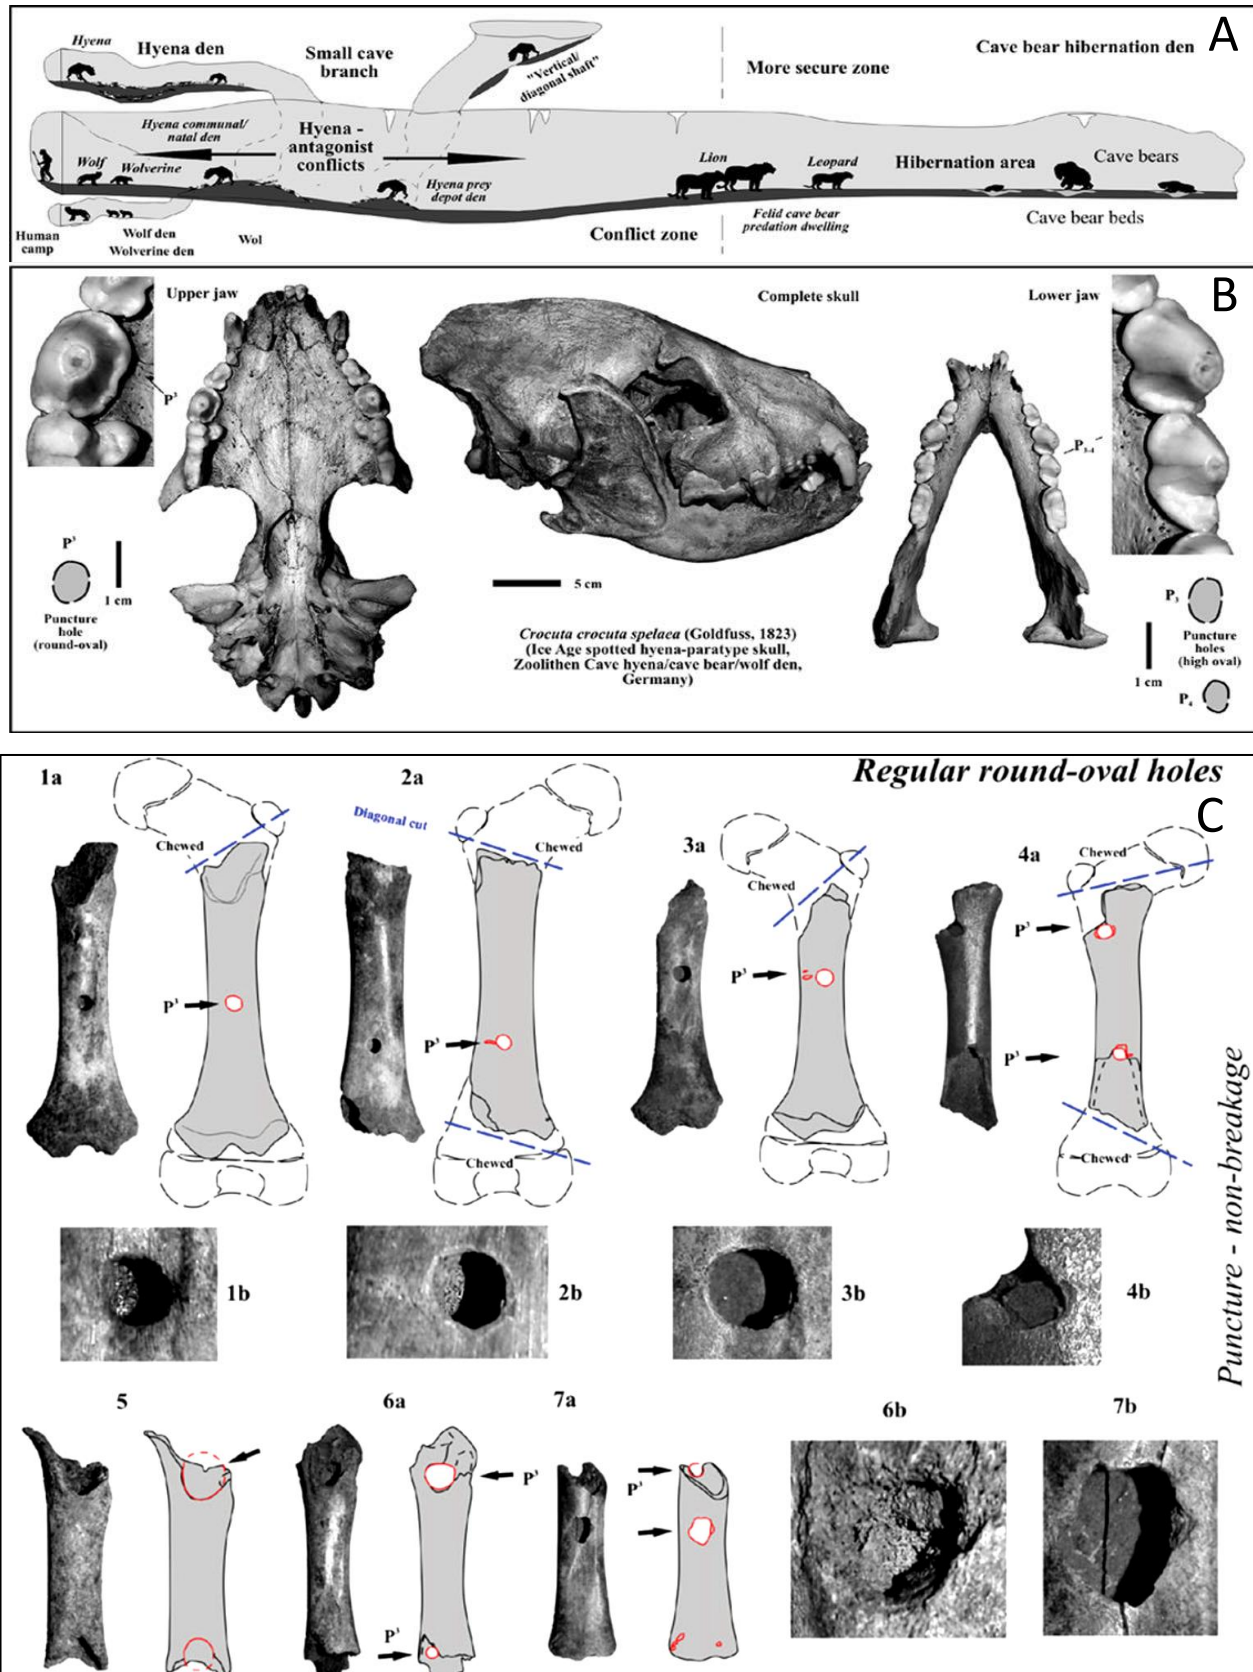 A
Hyena
Hyena den
Small cave
branch
"Vertical/
diagonal shaft"
More secure zone
Cave bear hibernation den
Hyena communal/
natal den
Hyena -
antagonist
conflicts
Wolf
Wolverine
Hyena prey
depot den
Lion
Leopard
Hibernation area
Cave bears
Human
camp
Wolf den
Wolverine den
Wol
Conflict zone
Felid cave bear
predation dwelling
Cave bear beds
B
Upper jaw
Complete skull
Lower jaw
P³
P₃₋₄
P³
1 cm
Puncture
hole
(round-oval)
5 cm
Crocuta crocuta spelaea (Goldfuss, 1823)
(Ice Age spotted hyena-paratype skull,
Zoolithen Cave hyena/cave bear/wolf den,
Germany)
P₃
Puncture
holes
(high oval)
1 cm
P₄
Regular round-oval holes
C
1a
2a
3a
4a
Diagonal cut
Chewed
Chewed
Chewed
Chewed
P³
P³
P³
P³
P³
Chewed
Chewed
Puncture - non-breakage
1b
2b
3b
4b
5
6a
7a
6b
7b
P³
P³
P³